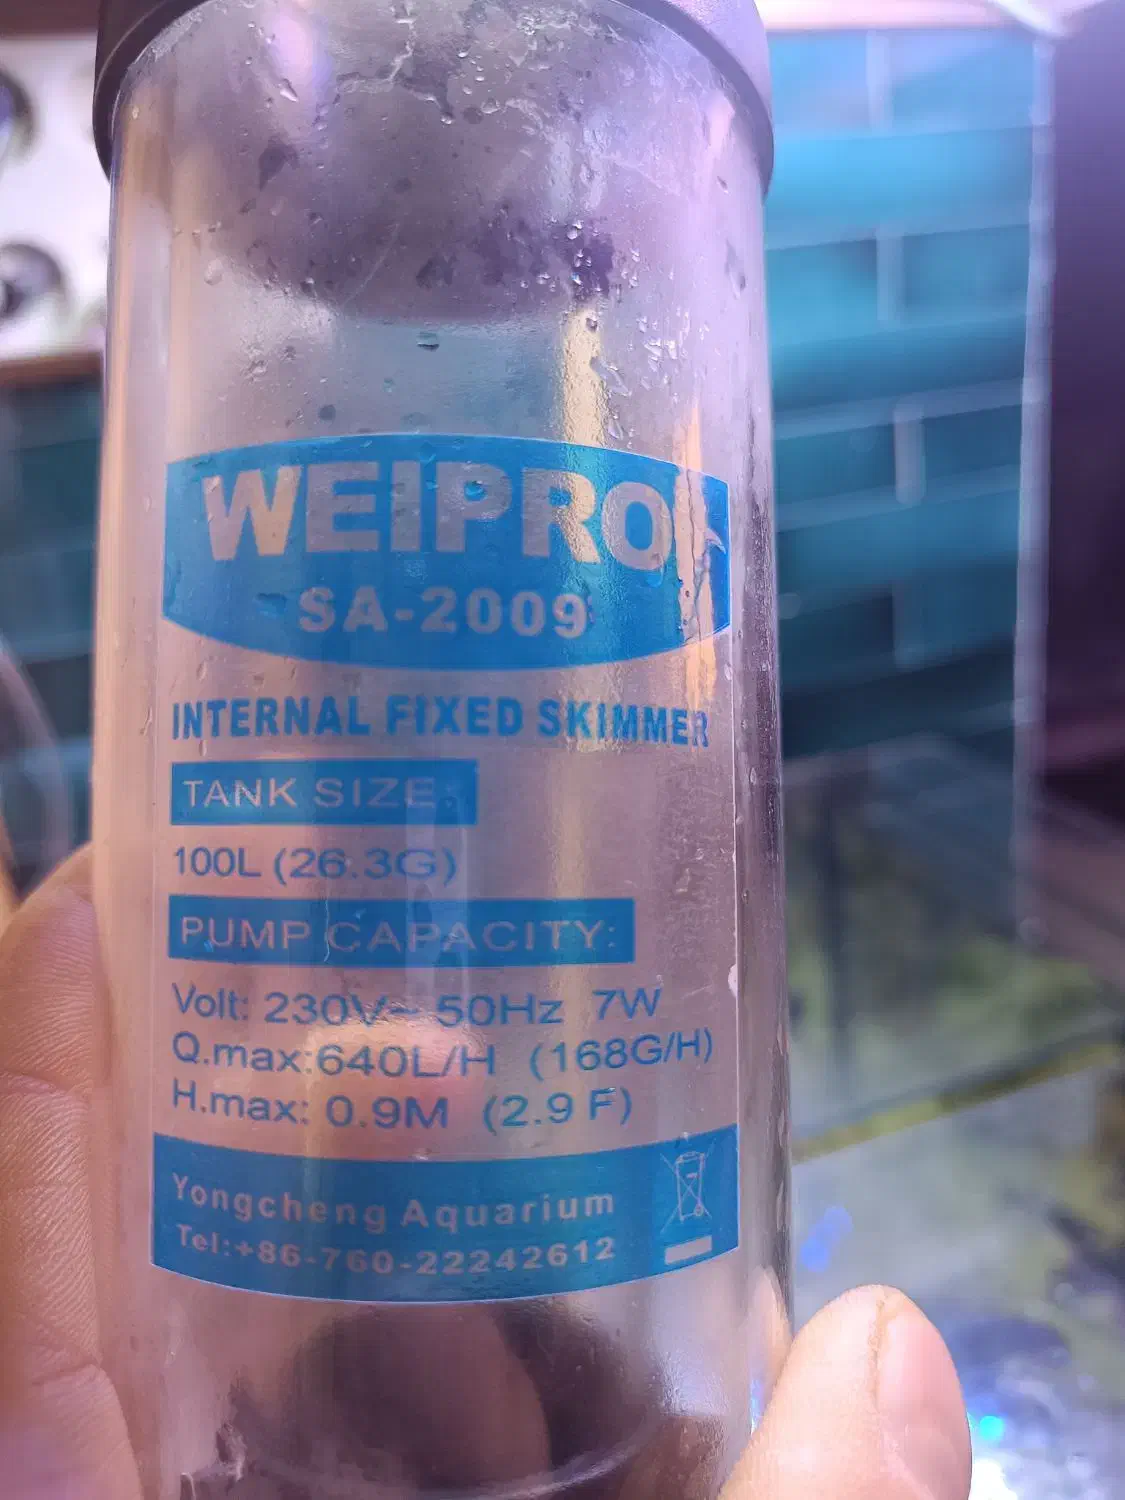 WEIPRO
SA-2009
INTERNAL FIXED SKIMMER
TANK SIZE:
100L (26.3G)
PUMP CAPACITY:
Volt: 230V~ 50Hz 7W
Q.max:640L/H (168G/H)
H.max: 0.9M (2.9 F)
Yongcheng Aquarium
Tel:+86-760-22242612